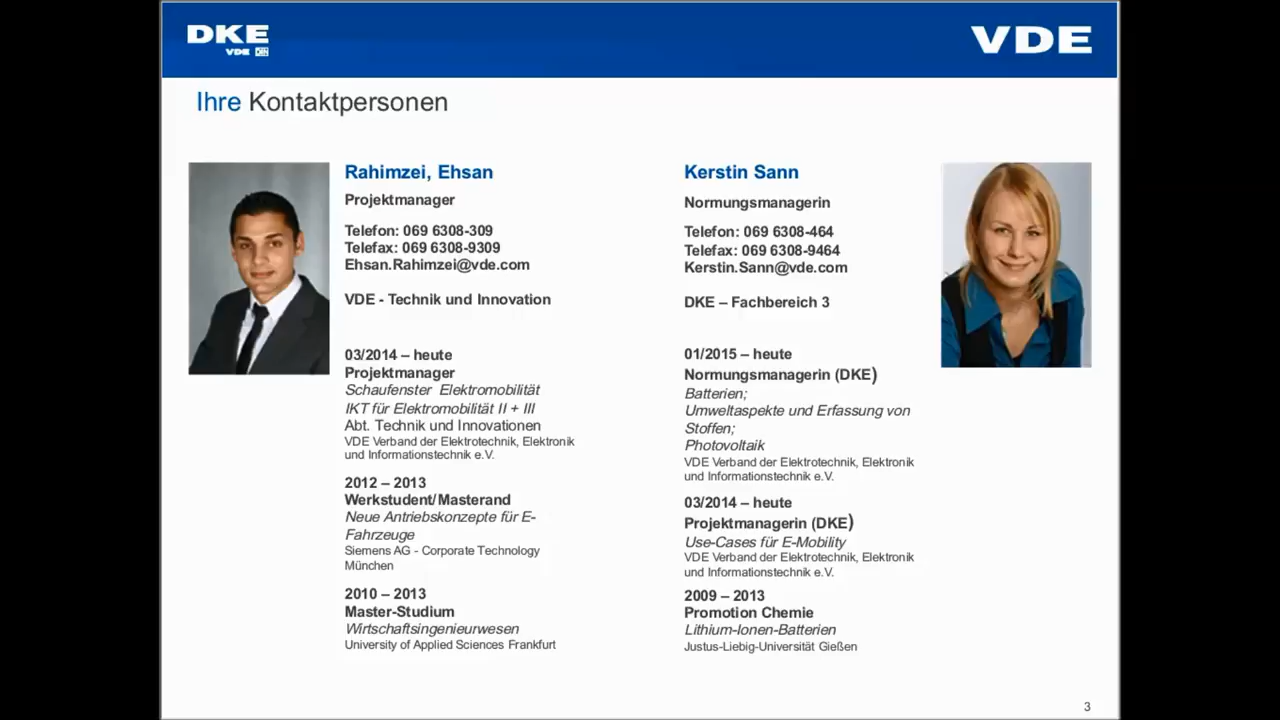 DKE
VDE DIN
VDE
Ihre Kontaktpersonen
Rahimzei, Ehsan
Projektmanager
Telefon: 069 6308-309
Telefax: 069 6308-9309
Ehsan.Rahimzei@vde.com
VDE - Technik und Innovation
03/2014 – heute
Projektmanager
Schaufenster Elektromobilität
IKT für Elektromobilität II + III
Abt. Technik und Innovationen
VDE Verband der Elektrotechnik, Elektronik
und Informationstechnik e.V.
2012 – 2013
Werkstudent/Masterand
Neue Antriebskonzepte für E-
Fahrzeuge
Siemens AG - Corporate Technology
München
2010 – 2013
Master-Studium
Wirtschaftsingenieurwesen
University of Applied Sciences Frankfurt
Kerstin Sann
Normungsmanagerin
Telefon: 069 6308-464
Telefax: 069 6308-9464
Kerstin.Sann@vde.com
DKE – Fachbereich 3
01/2015 – heute
Normungsmanagerin (DKE)
Batterien;
Umweltaspekte und Erfassung von
Stoffen;
Photovoltaik
VDE Verband der Elektrotechnik, Elektronik
und Informationstechnik e.V.
03/2014 – heute
Projektmanagerin (DKE)
Use-Cases für E-Mobility
VDE Verband der Elektrotechnik, Elektronik
und Informationstechnik e.V.
2009 – 2013
Promotion Chemie
Lithium-Ionen-Batterien
Justus-Liebig-Universität Gießen
3